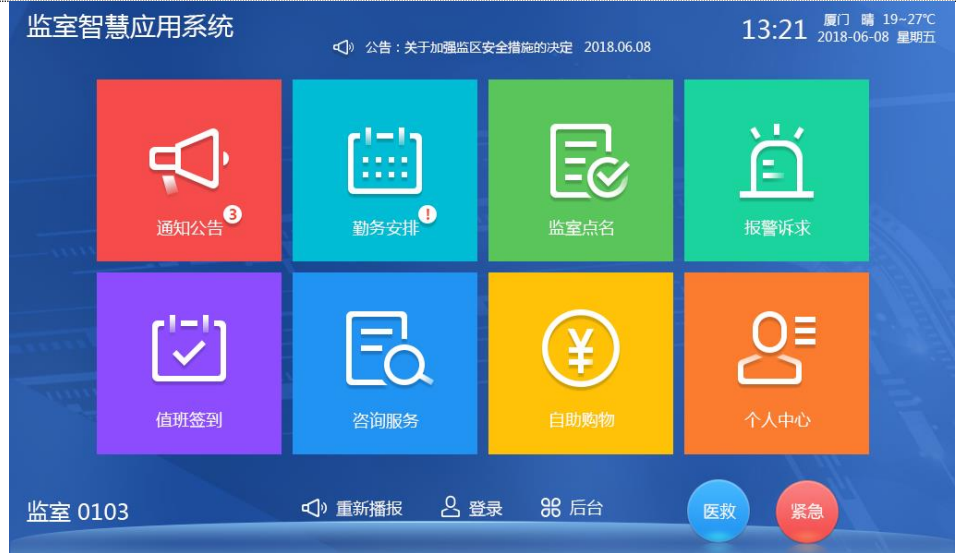 监室智慧应用系统
公告：关于加强监区安全措施的决定 2018.06.08
13:21
厦门 晴 19~27℃
2018-06-08 星期五
通知公告 3
勤务安排 !
监室点名
报警诉求
值班签到
咨询服务
¥
自助购物
个人中心
监室 0103
重新播报
登录
后台
医救
紧急